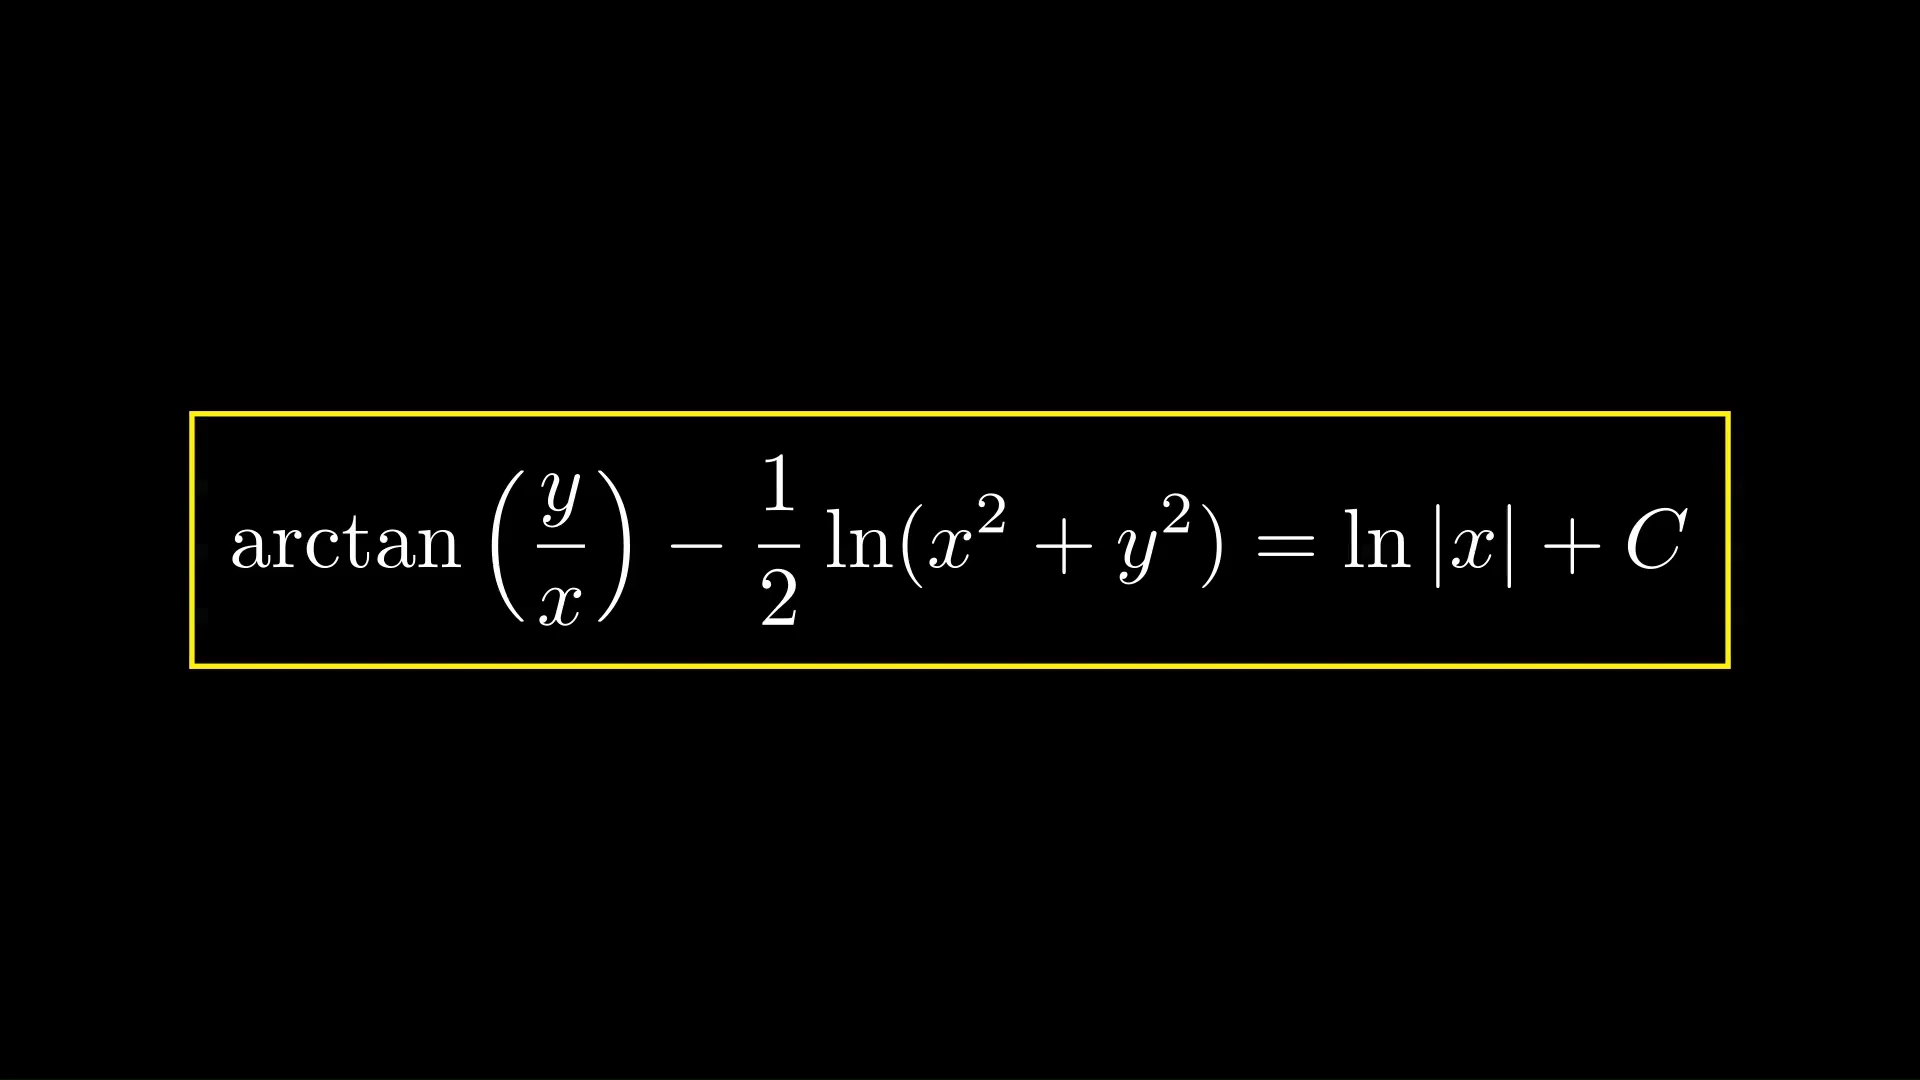 arctan(y/x) − 1/2 ln(x² + y²) = ln|x| + C